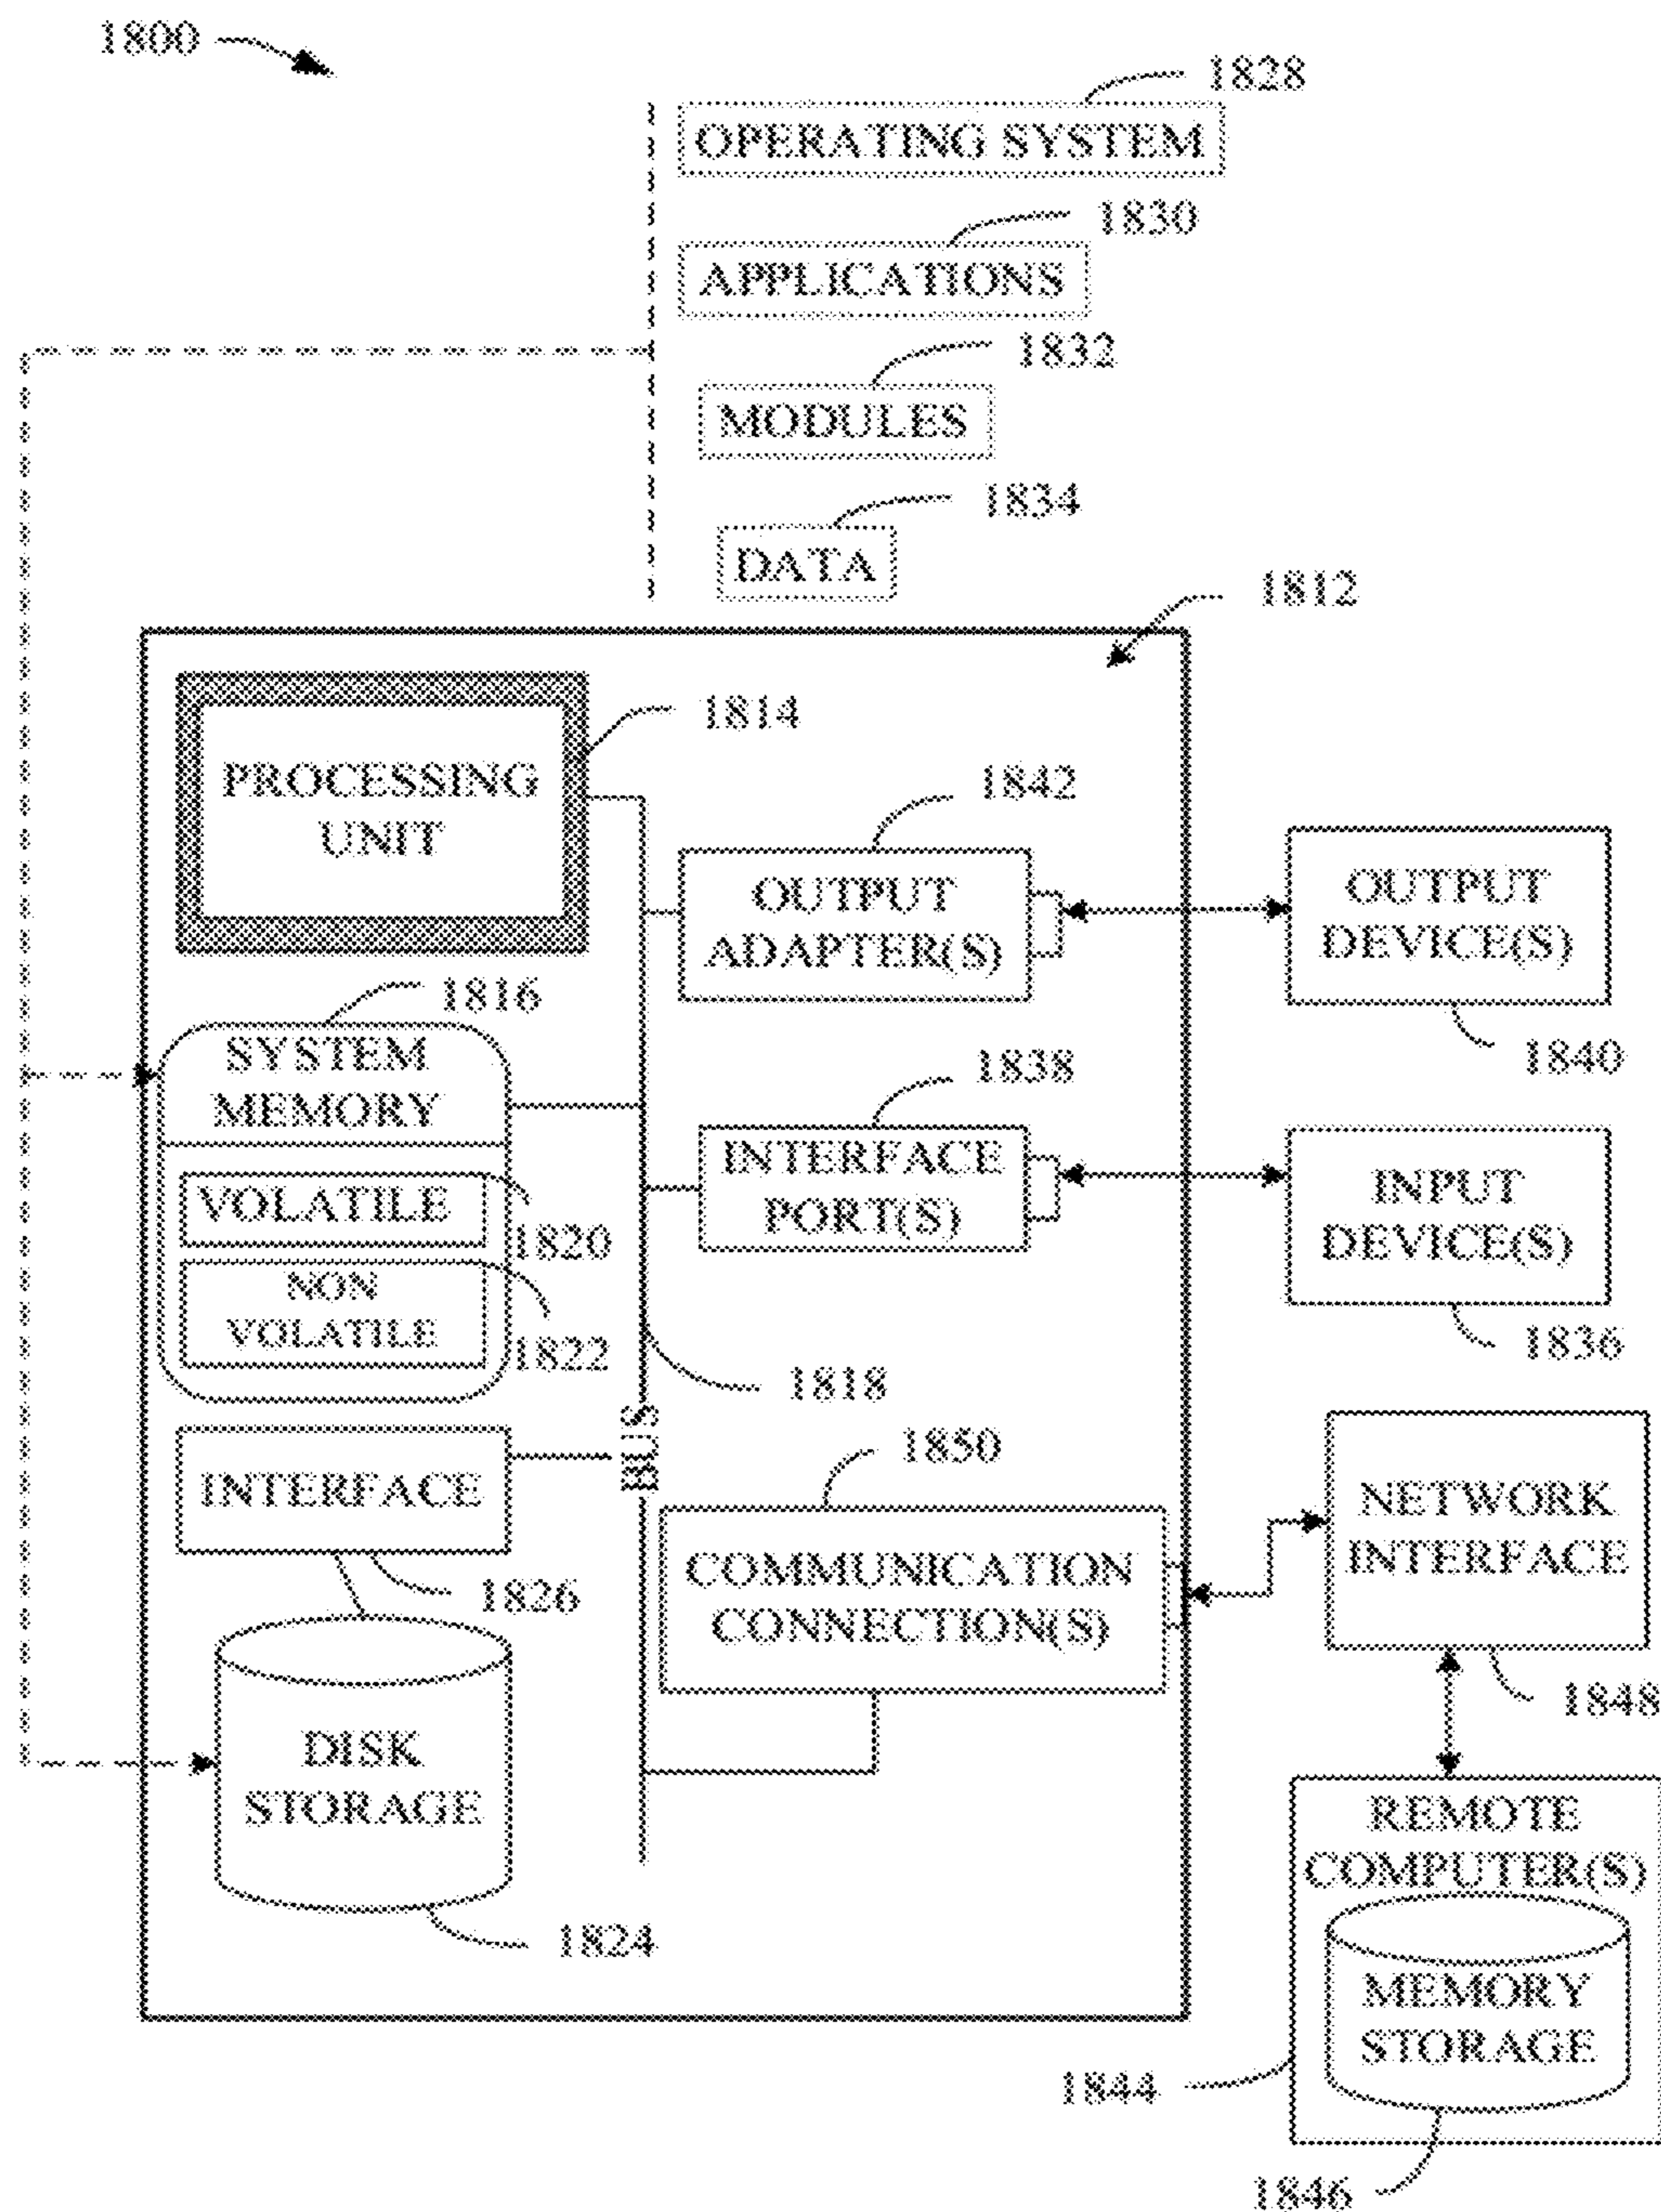 1800
1828
OPERATING SYSTEM
1830
APPLICATIONS
1832
MODULES
1834
DATA
1812
PROCESSING
UNIT
1814
1842
OUTPUT
ADAPTER(S)
OUTPUT
DEVICE(S)
1840
1816
SYSTEM
MEMORY
VOLATILE
1820
NON
VOLATILE
1822
1838
INTERFACE
PORT(S)
INPUT
DEVICE(S)
1836
1818
BUS
INTERFACE
1826
1850
COMMUNICATION
CONNECTION(S)
NETWORK
INTERFACE
1848
DISK
STORAGE
1824
REMOTE
COMPUTER(S)
MEMORY
STORAGE
1844
1846